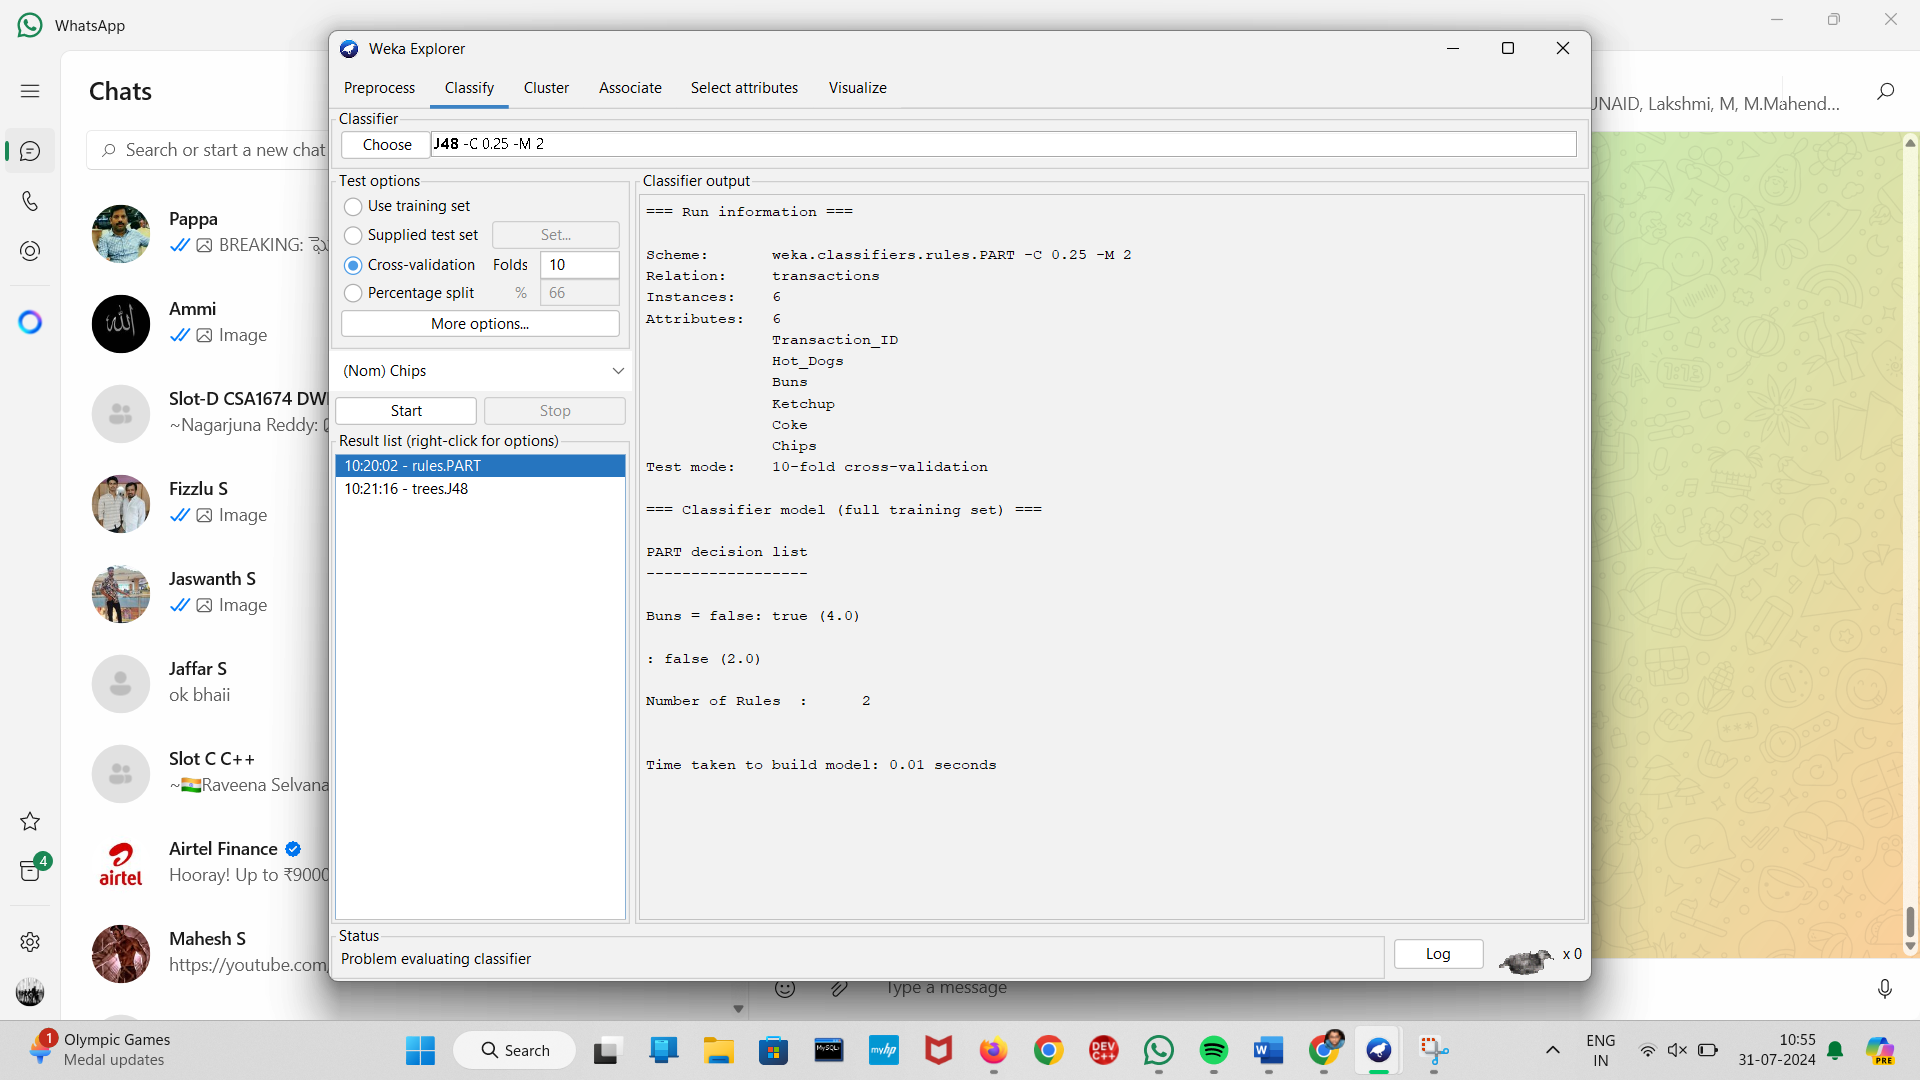 WhatsApp
Chats
Search or start a new chat
Pappa
BREAKING:
Ammi
Image
Slot-D CSA1674 DW
~Nagarjuna Reddy:
Fizzlu S
Image
Jaswanth S
Image
Jaffar S
ok bhaii
Slot C C++
~🇮🇳Raveena Selvana
Airtel Finance
airtel
Hooray! Up to ₹9000
4
Mahesh S
https://youtube.com,
Weka Explorer
Preprocess
Classify
Cluster
Associate
Select attributes
Visualize
Classifier
Choose
J48 -C 0.25 -M 2
Test options
Use training set
Supplied test set
Set...
Cross-validation Folds 10
Percentage split % 66
More options...
(Nom) Chips
Start
Stop
Result list (right-click for options)
10:20:02 - rules.PART
10:21:16 - trees.J48
Classifier output
=== Run information ===
Scheme: weka.classifiers.rules.PART -C 0.25 -M 2
Relation: transactions
Instances: 6
Attributes: 6
Transaction_ID
Hot_Dogs
Buns
Ketchup
Coke
Chips
Test mode: 10-fold cross-validation
=== Classifier model (full training set) ===
PART decision list
------------------
Buns = false: true (4.0)
: false (2.0)
Number of Rules : 2
Time taken to build model: 0.01 seconds
Status
Problem evaluating classifier
Log
x 0
JNAID, Lakshmi, M, M.Mahend...
Type a message
1
Olympic Games
Medal updates
Search
MySQL
myhp
DEV C++
W
ENG
IN
10:55
31-07-2024
PRE